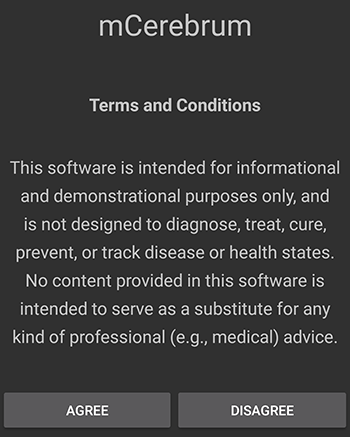 mCerebrum
Terms and Conditions
This software is intended for informational
and demonstrational purposes only, and
is not designed to diagnose, treat, cure,
prevent, or track disease or health states.
No content provided in this software is
intended to serve as a substitute for any
kind of professional (e.g., medical) advice.
AGREE
DISAGREE